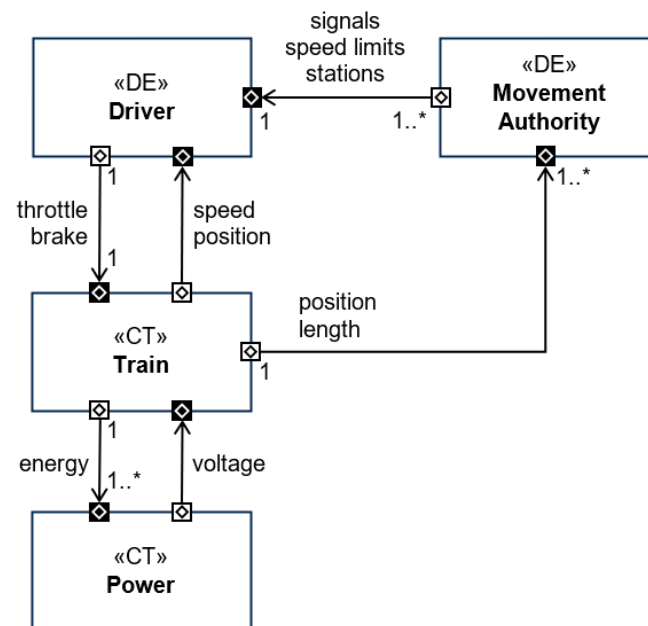 signals
speed limits
stations
«DE»
Driver
«DE»
Movement
Authority
1
1..*
1
1..*
throttle
brake
speed
position
1
position
length
«CT»
Train
1
1
energy
1..*
voltage
«CT»
Power